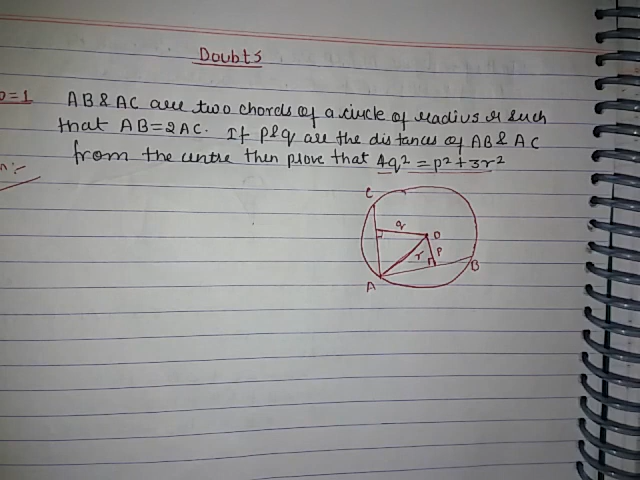 Doubts
=1 AB & AC are two chords of a circle of radius r such
that AB=2AC. If p & q are the distances of AB & AC
from the centre then prove that 4q² = p² + 3r²
n:-
C
q
O
r
P
B
A